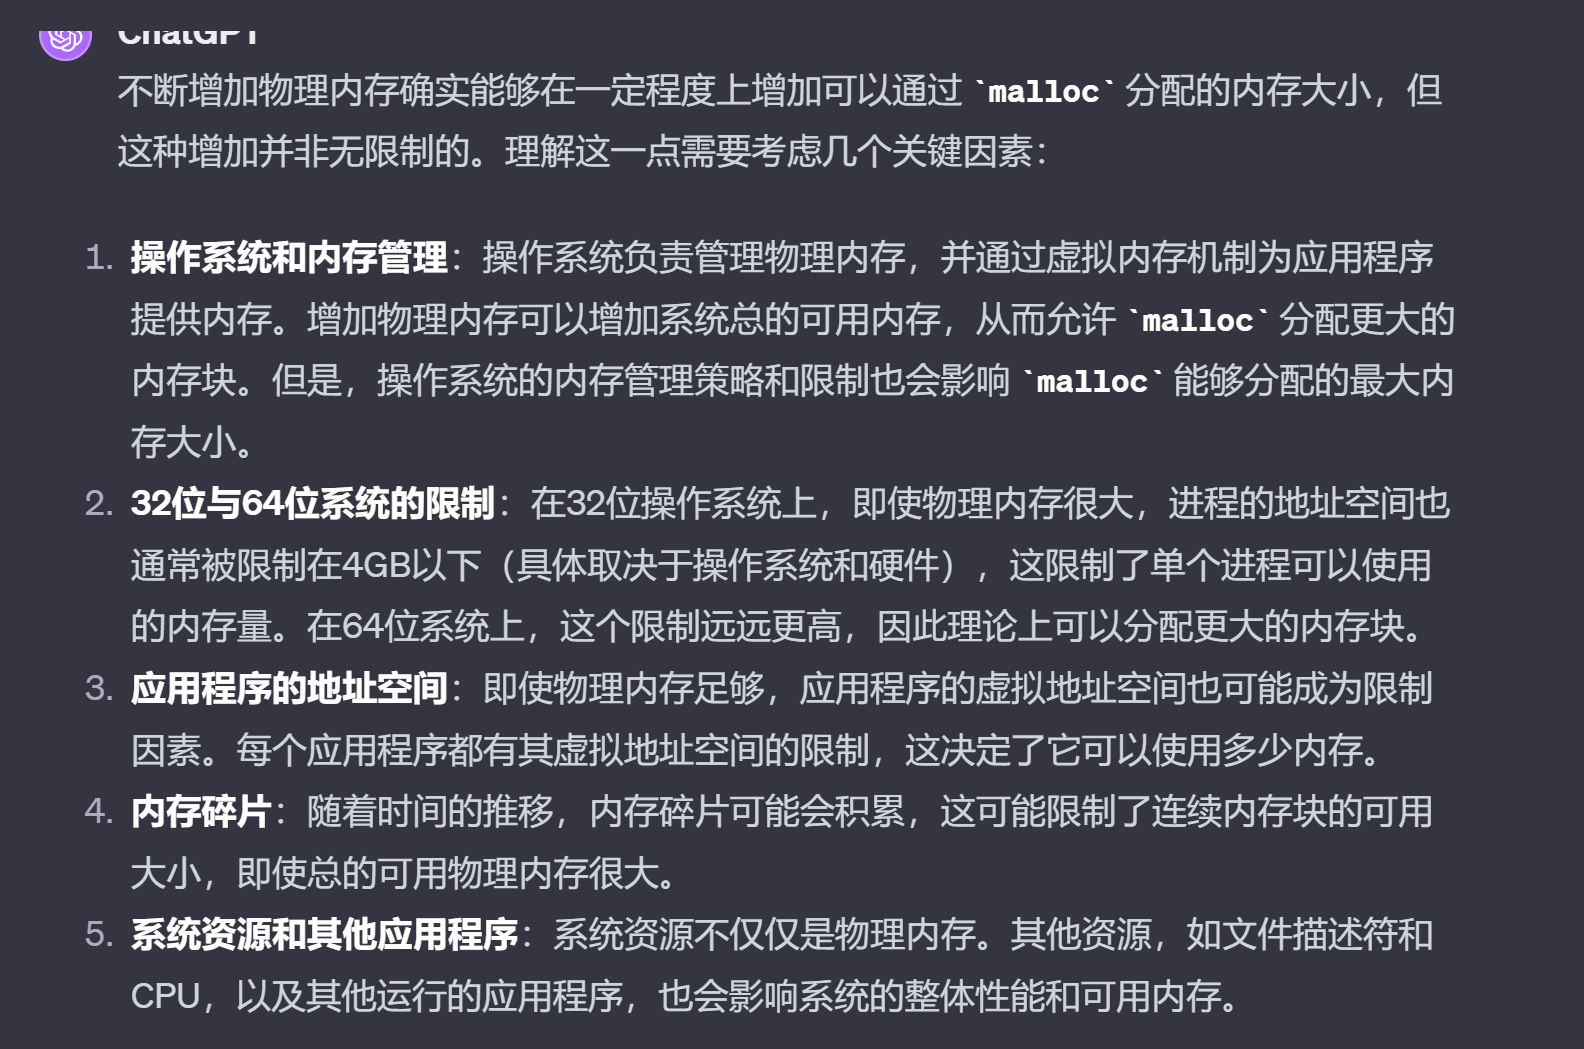 ChatGPT
不断增加物理内存确实能够在一定程度上增加可以通过 `malloc` 分配的内存大小，但
这种增加并非无限制的。理解这一点需要考虑几个关键因素：
1. 操作系统和内存管理：操作系统负责管理物理内存，并通过虚拟内存机制为应用程序
提供内存。增加物理内存可以增加系统总的可用内存，从而允许 `malloc` 分配更大的
内存块。但是，操作系统的内存管理策略和限制也会影响 `malloc` 能够分配的最大内
存大小。
2. 32位与64位系统的限制：在32位操作系统上，即使物理内存很大，进程的地址空间也
通常被限制在4GB以下（具体取决于操作系统和硬件），这限制了单个进程可以使用
的内存量。在64位系统上，这个限制远远更高，因此理论上可以分配更大的内存块。
3. 应用程序的地址空间：即使物理内存足够，应用程序的虚拟地址空间也可能成为限制
因素。每个应用程序都有其虚拟地址空间的限制，这决定了它可以使用多少内存。
4. 内存碎片：随着时间的推移，内存碎片可能会积累，这可能限制了连续内存块的可用
大小，即使总的可用物理内存很大。
5. 系统资源和其他应用程序：系统资源不仅仅是物理内存。其他资源，如文件描述符和
CPU，以及其他运行的应用程序，也会影响系统的整体性能和可用内存。